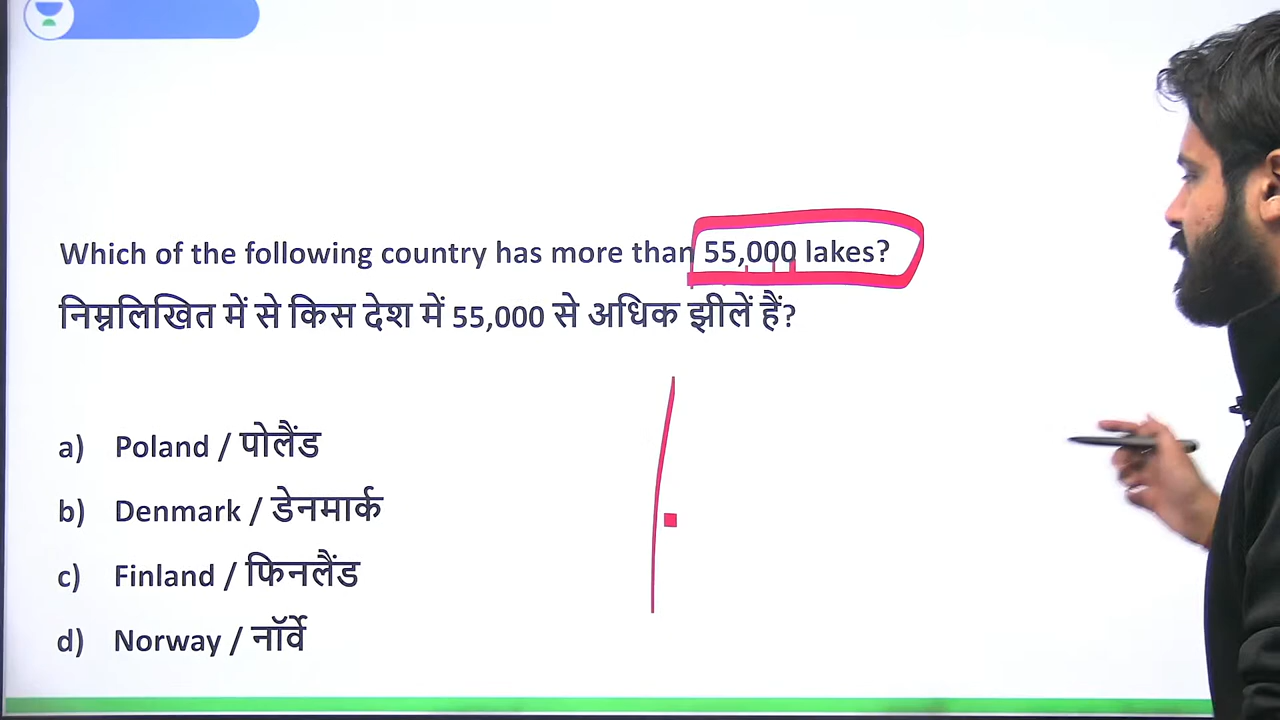 Which of the following country has more than 55,000 lakes?
निम्नलिखित में से किस देश में 55,000 से अधिक झीलें हैं?
a) Poland / पोलैंड
b) Denmark / डेनमार्क
c) Finland / फिनलैंड
d) Norway / नॉर्वे